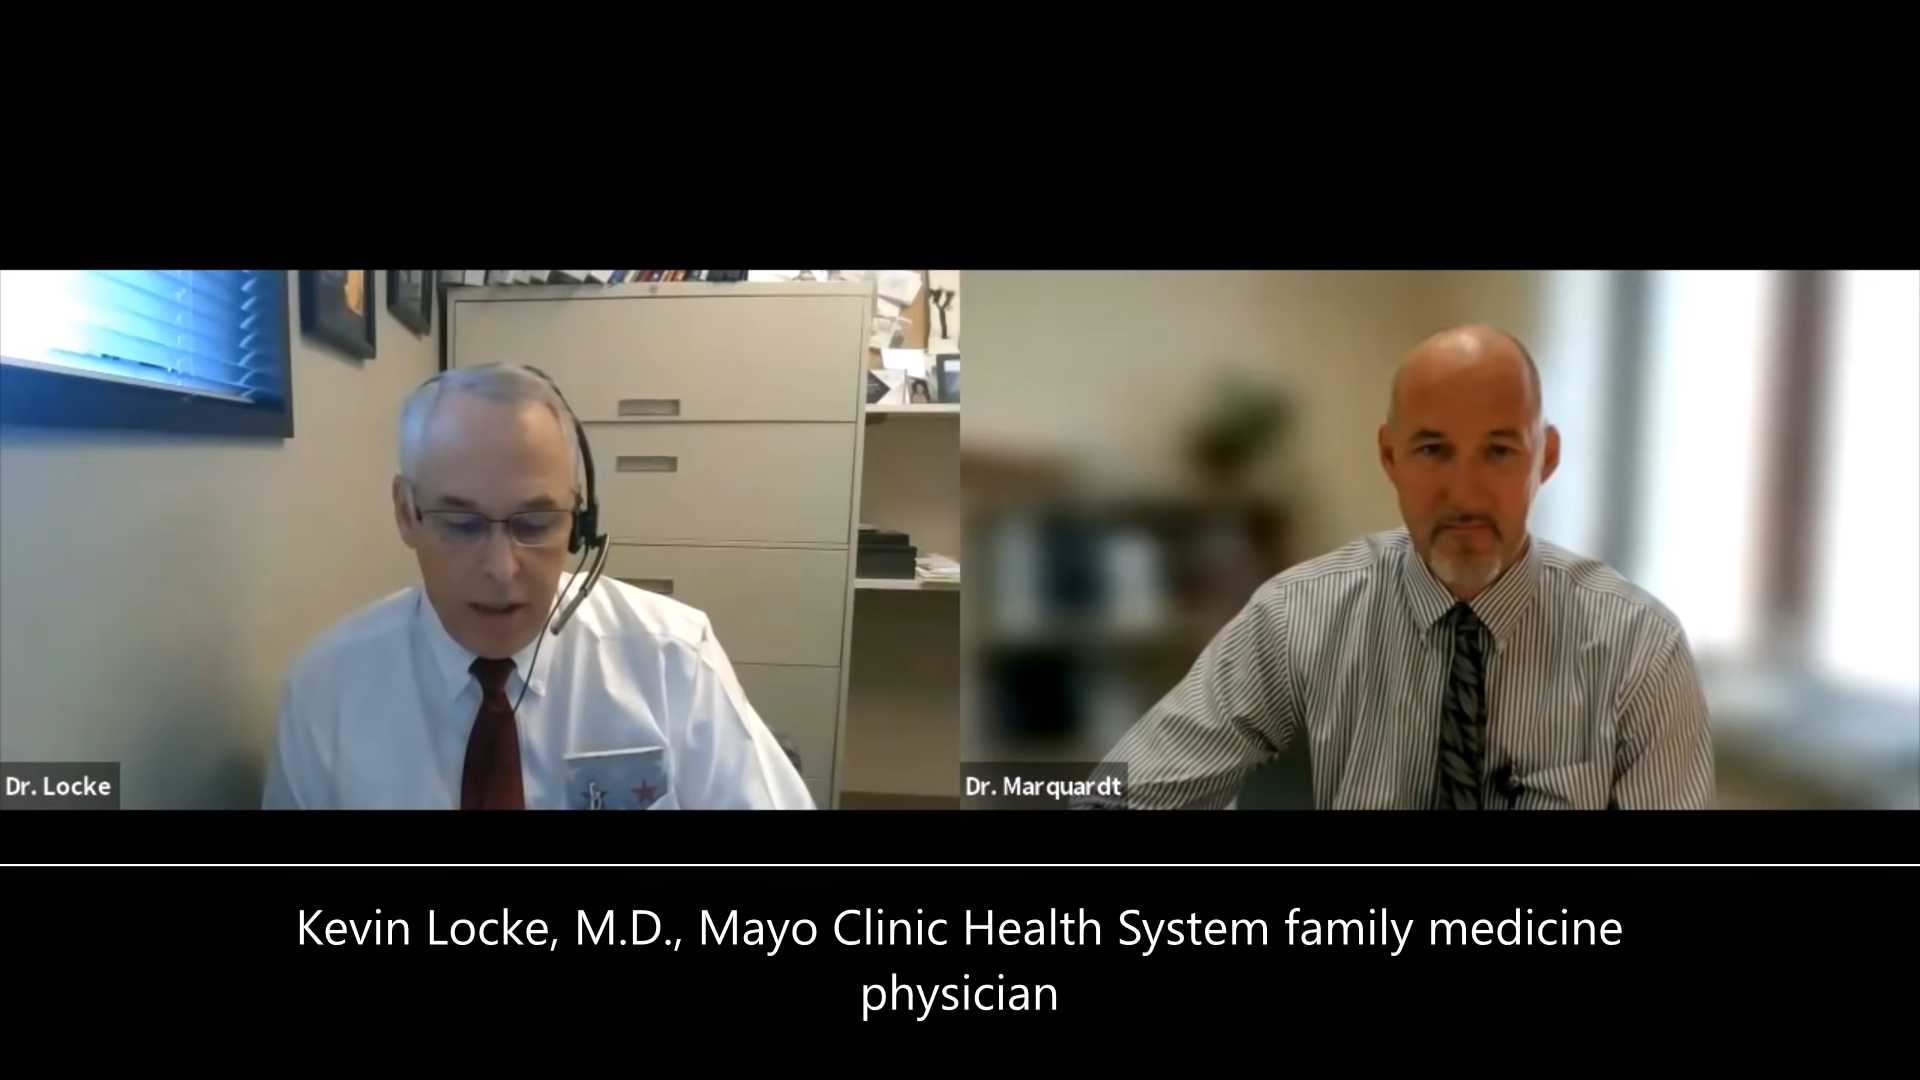 Dr. Locke
Dr. Marquardt
Kevin Locke, M.D., Mayo Clinic Health System family medicine
physician